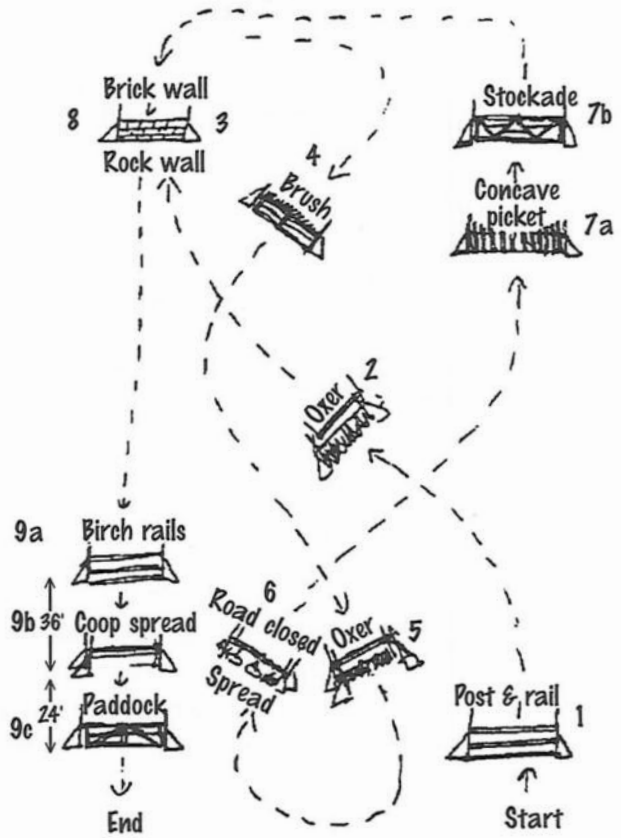 Brick wall
8
3
Rock wall
4
Brush
Stockade
7b
Concave
picket
7a
2
Oxer
9a
Birch rails
9b 36'
Coop spread
9c 24'
Paddock
End
6
Road closed
Spread
Oxer
5
Post & rail
1
Start